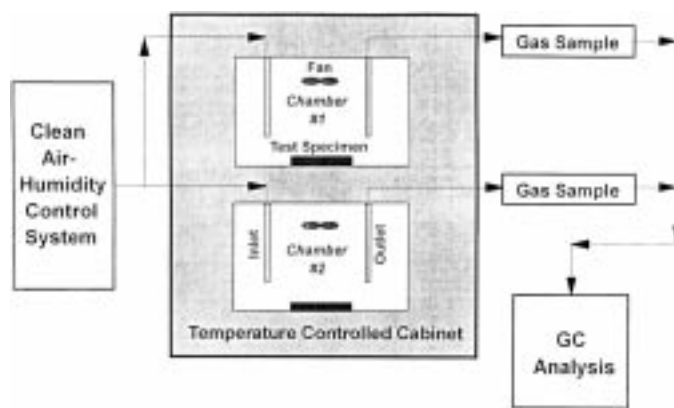 Clean
Air-
Humidity
Control
System
Fan
Chamber
#1
Test Specimen
Inlet
Chamber
#2
Outlet
Temperature Controlled Cabinet
Gas Sample
Gas Sample
GC
Analysis